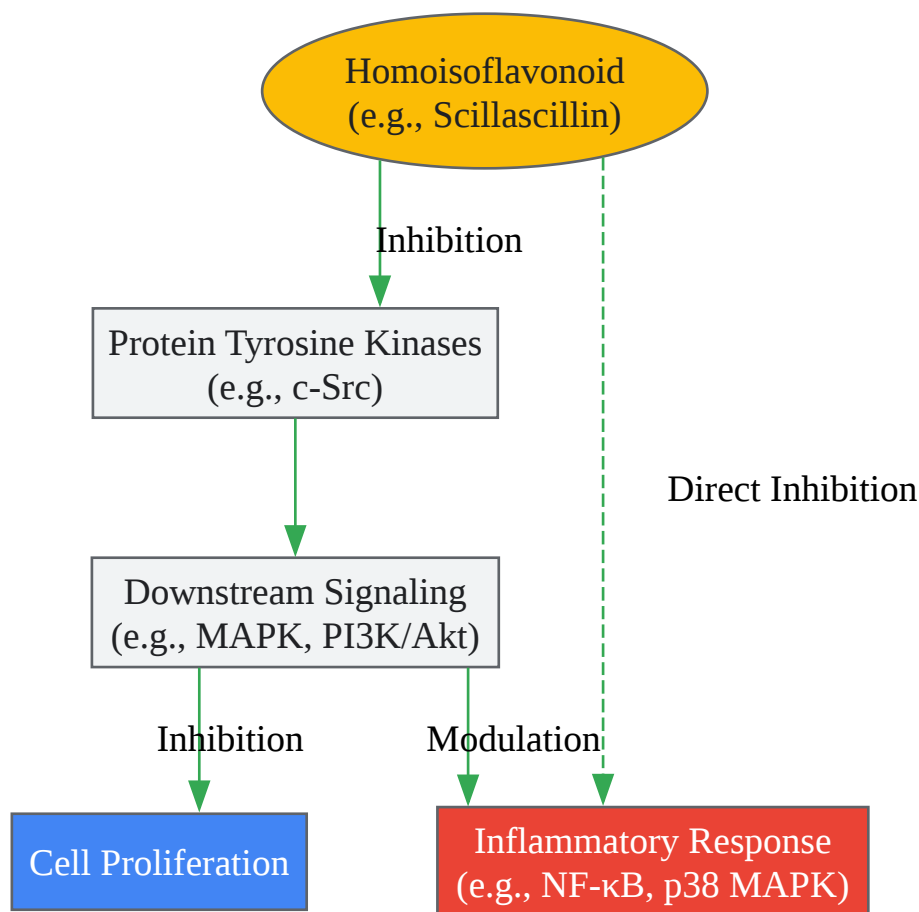 Homoisoflavonoid
(e.g., Scillascillin)
Inhibition
Protein Tyrosine Kinases
(e.g., c-Src)
Direct Inhibition
Downstream Signaling
(e.g., MAPK, PI3K/Akt)
Inhibition
Modulation
Cell Proliferation
Inflammatory Response
(e.g., NF-κB, p38 MAPK)